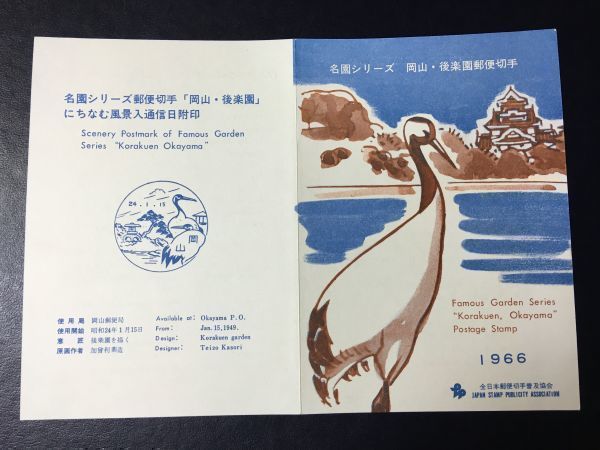 名園シリーズ郵便切手「岡山・後楽園」
にちなむ風景入通信日附印
Scenery Postmark of Famous Garden
Series "Korakuen Okayama"
24.1.15
岡山
使用局 岡山郵便局 Available at: Okayama P.O.
使用開始 昭和24年1月15日 From: Jan.15,1949.
意匠 後楽園を描く Design: Korakuen garden
原画作者 加曾利鼎造 Designer: Teizo Kasori
名園シリーズ 岡山・後楽園郵便切手
Famous Garden Series
"Korakuen, Okayama"
Postage Stamp
1966
全日本郵便切手普及協会
JAPAN STAMP PUBLICITY ASSOCIATION